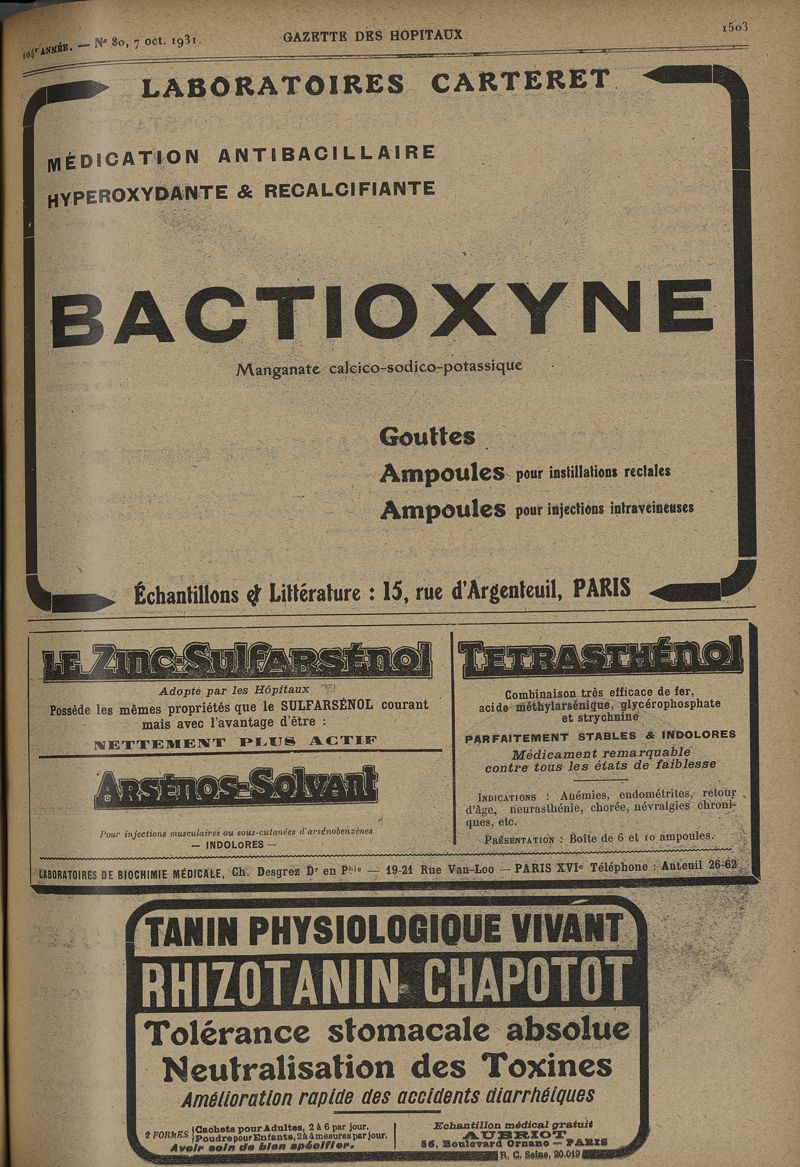 104e ANNÉE. — No 80, 7 oct. 1931.
GAZETTE DES HOPITAUX
1503
LABORATOIRES CARTERET
MÉDICATION ANTIBACILLAIRE
HYPEROXYDANTE & RECALCIFIANTE
BACTIOXYNE
Manganate calcico-sodico-potassique
Gouttes
Ampoules pour instillations rectales
Ampoules pour injections intraveineuses
Échantillons & Littérature : 15, rue d'Argenteuil, PARIS
LE Zinc-Sulfarsénol
Adopté par les Hôpitaux
Possède les mêmes propriétés que le SULFARSÉNOL courant
mais avec l'avantage d'être :
NETTEMENT PLUS ACTIF
Arsénos-Solvant
Pour injections musculaires ou sous-cutanées d'arsénobenzènes
— INDOLORES —
TETRASTHÉNOL
Combinaison très efficace de fer,
acide méthylarsénique, glycérophosphate
et strychnine
PARFAITEMENT STABLES & INDOLORES
Médicament remarquable
contre tous les états de faiblesse
INDICATIONS : Anémies, endométrites, retour
d'âge, neurasthénie, chorée, névralgies chroni-
ques, etc.
PRÉSENTATION : Boîte de 6 et 10 ampoules.
LABORATOIRES DE BIOCHIMIE MÉDICALE, Ch. Desgrez Dr en Phie — 19-21 Rue Van-Loo — PARIS XVIe Téléphone : Auteuil 26-62
TANIN PHYSIOLOGIQUE VIVANT
RHIZOTANIN CHAPOTOT
Tolérance stomacale absolue
Neutralisation des Toxines
Amélioration rapide des accidents diarrhéiques
2 FORMES
Cachets pour Adultes, 2 à 6 par jour.
Poudre pour Enfants, 2 à 4 mesures par jour.
Avoir soin de bien spécifier.
Echantillon médical gratuit
AUBRIOT
56, Boulevard Ornano — PARIS
R. C. Seine, 20.019